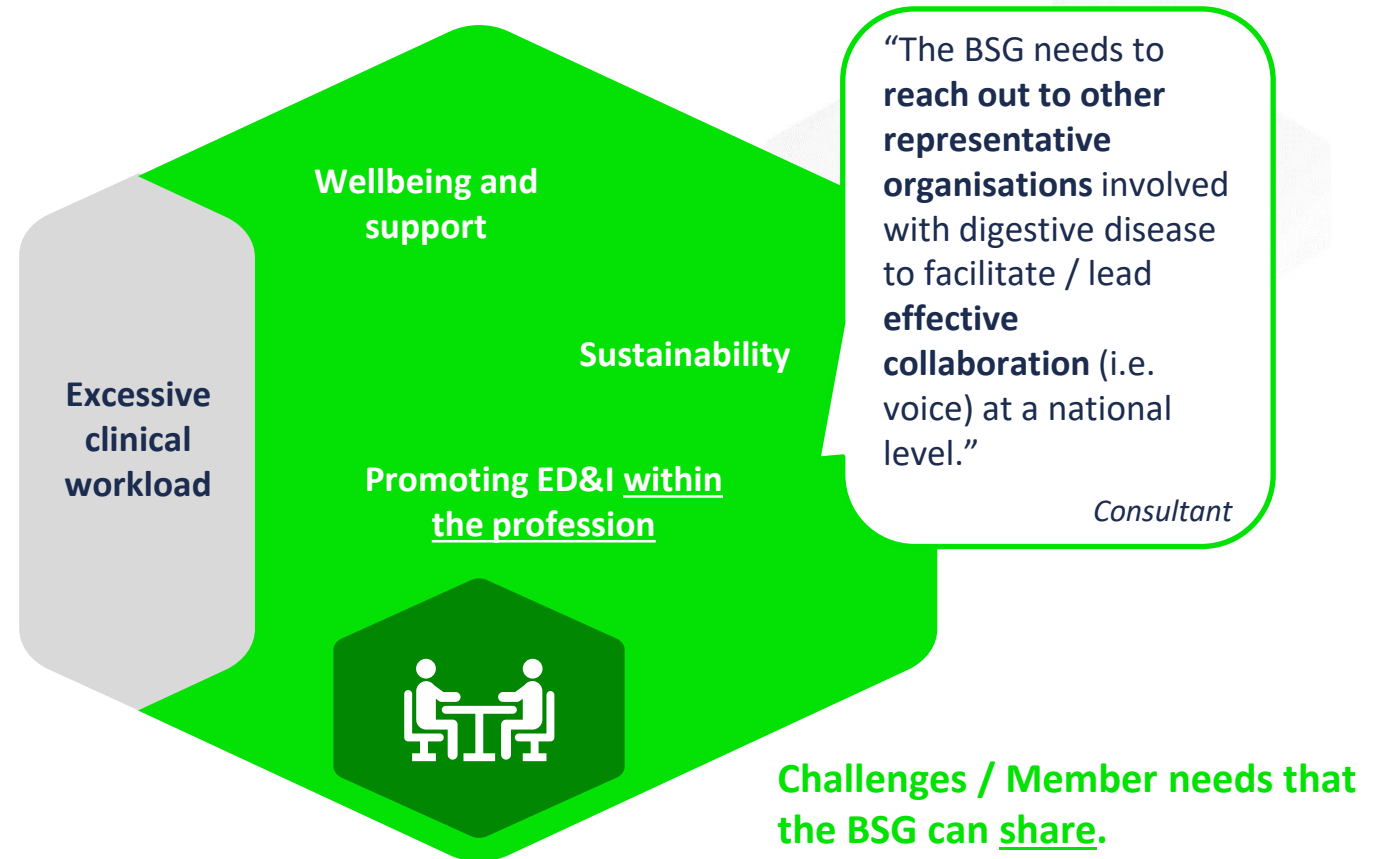 Wellbeing and
support
Sustainability
Promoting ED&I within
the profession
Excessive
clinical
workload
“The BSG needs to
reach out to other
representative
organisations involved
with digestive disease
to facilitate / lead
effective
collaboration (i.e.
voice) at a national
level.”
Consultant
Challenges / Member needs that
the BSG can share.